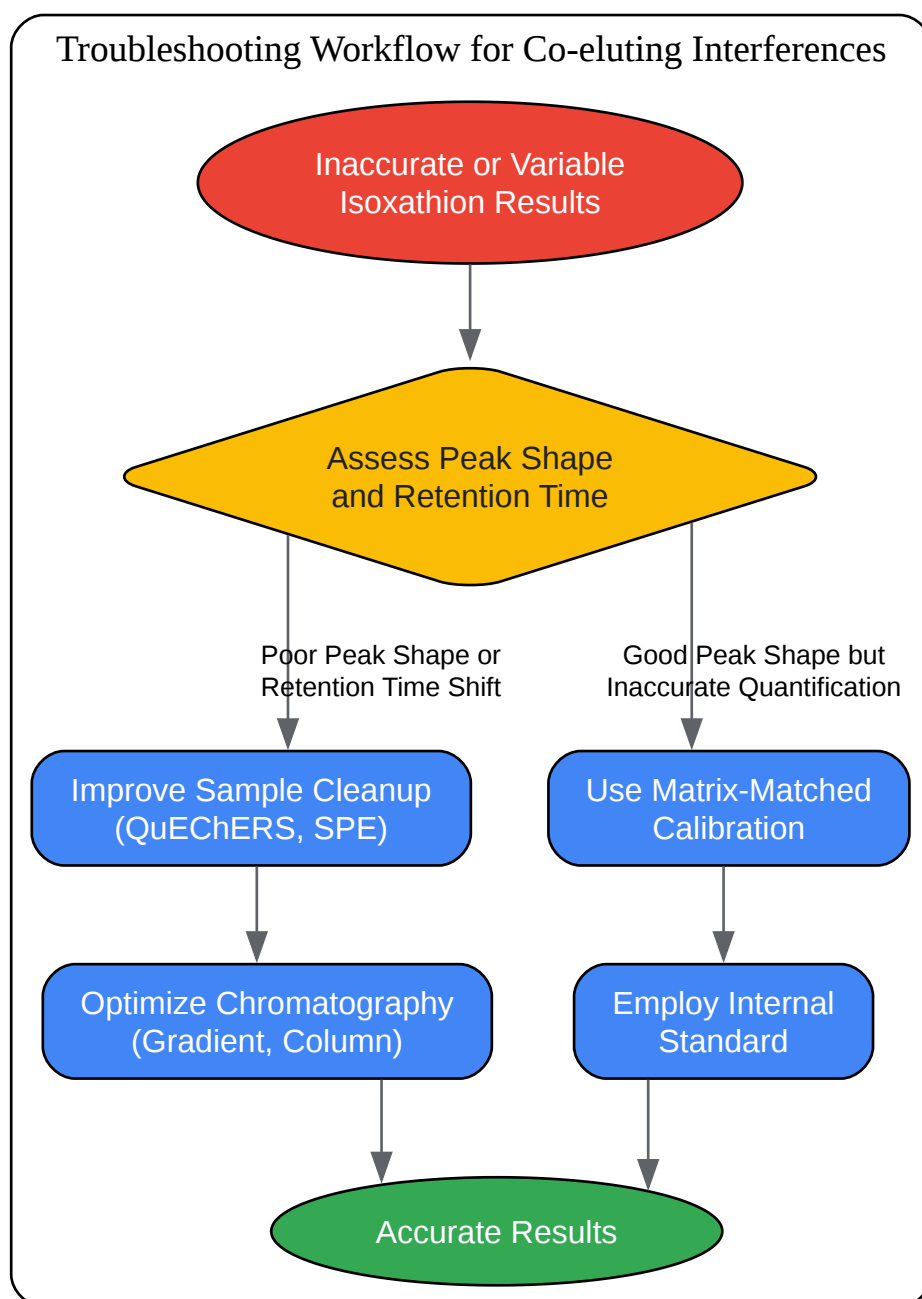 Troubleshooting Workflow for Co-eluting Interferences
Inaccurate or Variable
Isoxathion Results
Assess Peak Shape
and Retention Time
Poor Peak Shape or
Retention Time Shift
Good Peak Shape but
Inaccurate Quantification
Improve Sample Cleanup
(QuEChERS, SPE)
Use Matrix-Matched
Calibration
Optimize Chromatography
(Gradient, Column)
Employ Internal
Standard
Accurate Results